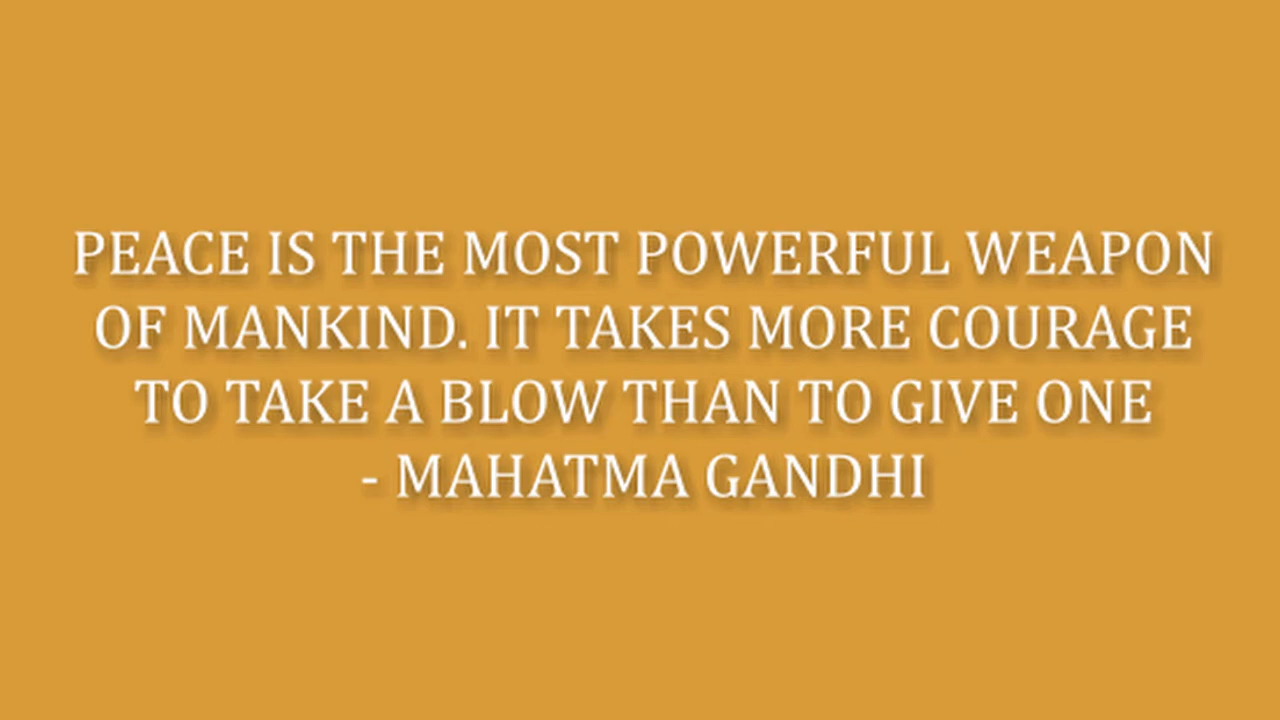 PEACE IS THE MOST POWERFUL WEAPON
OF MANKIND. IT TAKES MORE COURAGE
TO TAKE A BLOW THAN TO GIVE ONE
- MAHATMA GANDHI